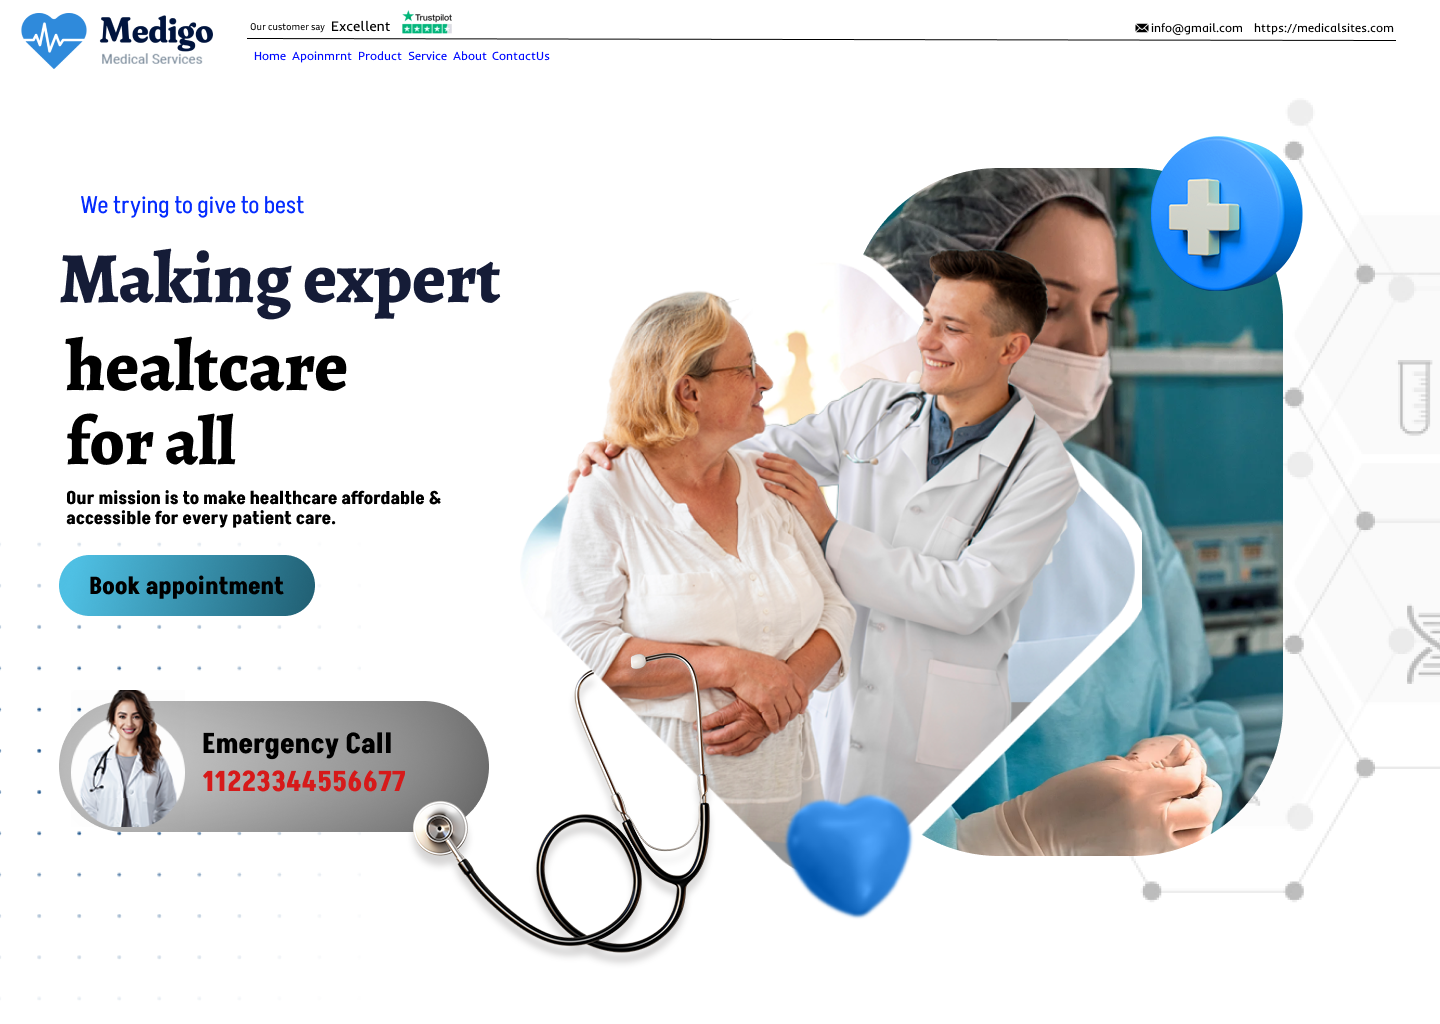 Medigo
Medical Services
Our customer say Excellent
Trustpilot
info@gmail.com https://medicalsites.com
Home Apoinmrnt Product Service About ContactUs
We trying to give to best
Making expert
healtcare
for all
Our mission is to make healthcare affordable &
accessible for every patient care.
Book appointment
Emergency Call
11223344556677